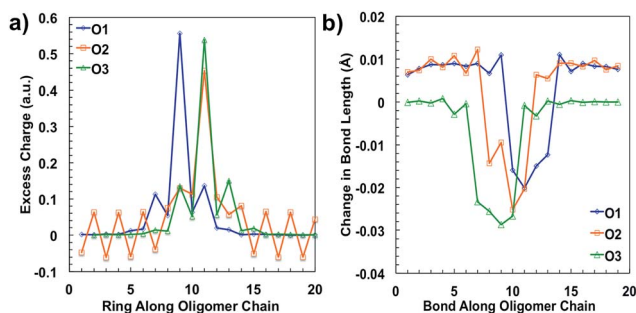 a)
Excess Charge (a.u.)
0.6
0.5
0.4
0.3
0.2
0.1
0
-0.1
O1
O2
O3
0 5 10 15 20
Ring Along Oligomer Chain
b)
Change in Bond Length (Å)
0.02
0.01
0
-0.01
-0.02
-0.03
-0.04
O1
O2
O3
0 5 10 15 20
Bond Along Oligomer Chain